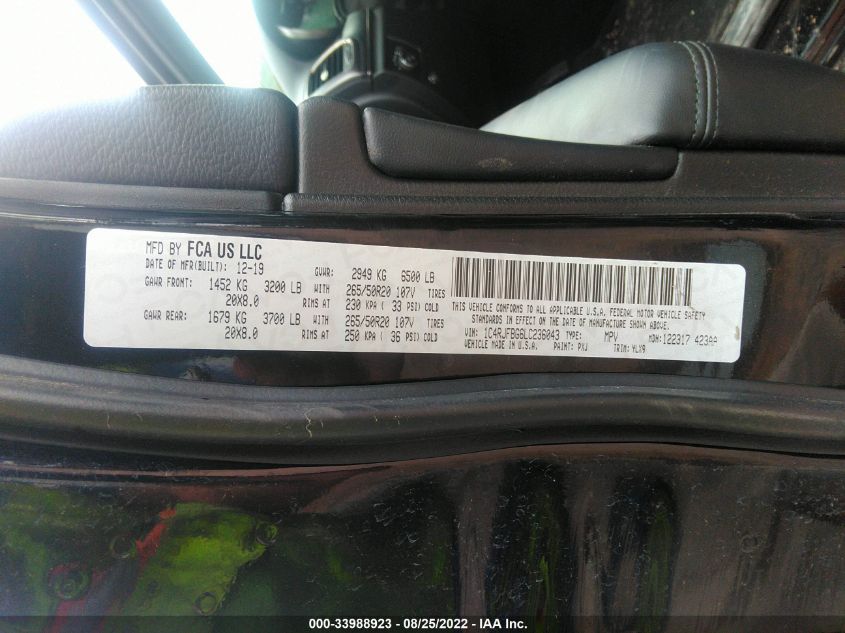 MFD BY FCA US LLC
DATE OF MFR(BUILT): 12-19 GVWR: 2949 KG 6500 LB
GAWR FRONT: 1452 KG 3200 LB WITH 265/50R20 107V TIRES
20X8.0 RIMS AT 230 KPA ( 33 PSI) COLD
GAWR REAR: 1679 KG 3700 LB WITH 265/50R20 107V TIRES
20X8.0 RIMS AT 250 KPA ( 36 PSI) COLD
THIS VEHICLE CONFORMS TO ALL APPLICABLE U.S.A. FEDERAL MOTOR VEHICLE SAFETY
STANDARDS IN EFFECT ON THE DATE OF MANUFACTURE SHOWN ABOVE.
VIN: 1C4RJFBG6LC236043 TYPE: MPV MDH:122317 423AA
VEHICLE MADE IN U.S.A. PAINT: PXJ TRIM: YLX9
000-33988923 - 08/25/2022 - IAA Inc.